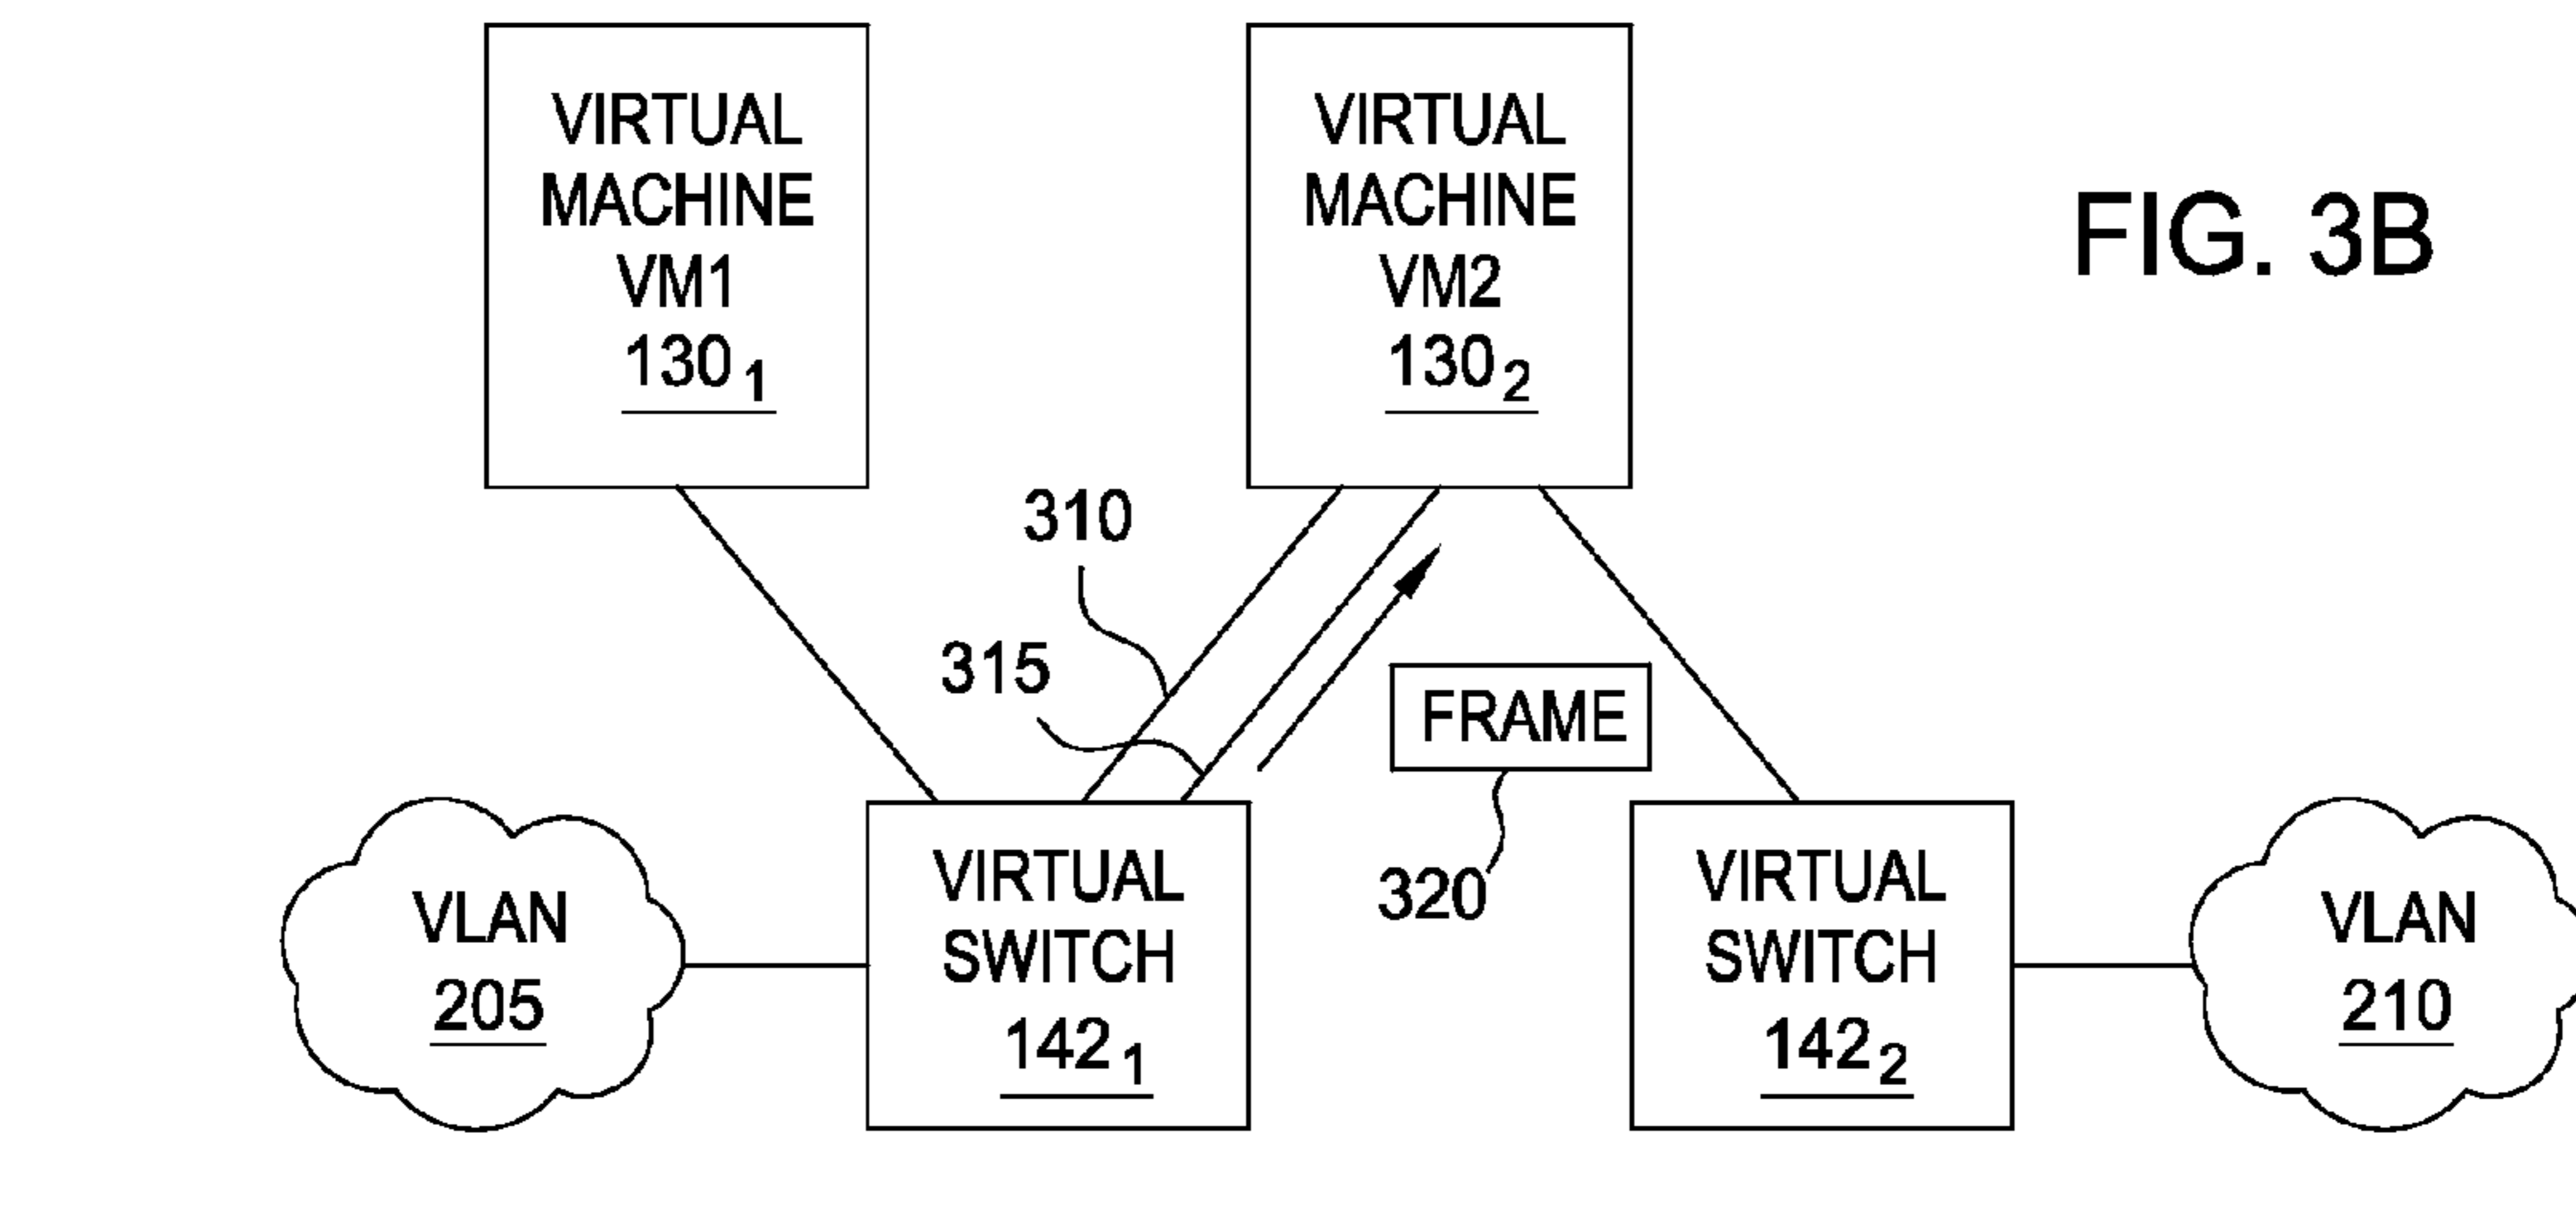 VIRTUAL
MACHINE
VM1
130 1
VIRTUAL
MACHINE
VM2
130 2
FIG. 3B
310
315
FRAME
320
VLAN
205
VIRTUAL
SWITCH
142 1
VIRTUAL
SWITCH
142 2
VLAN
210